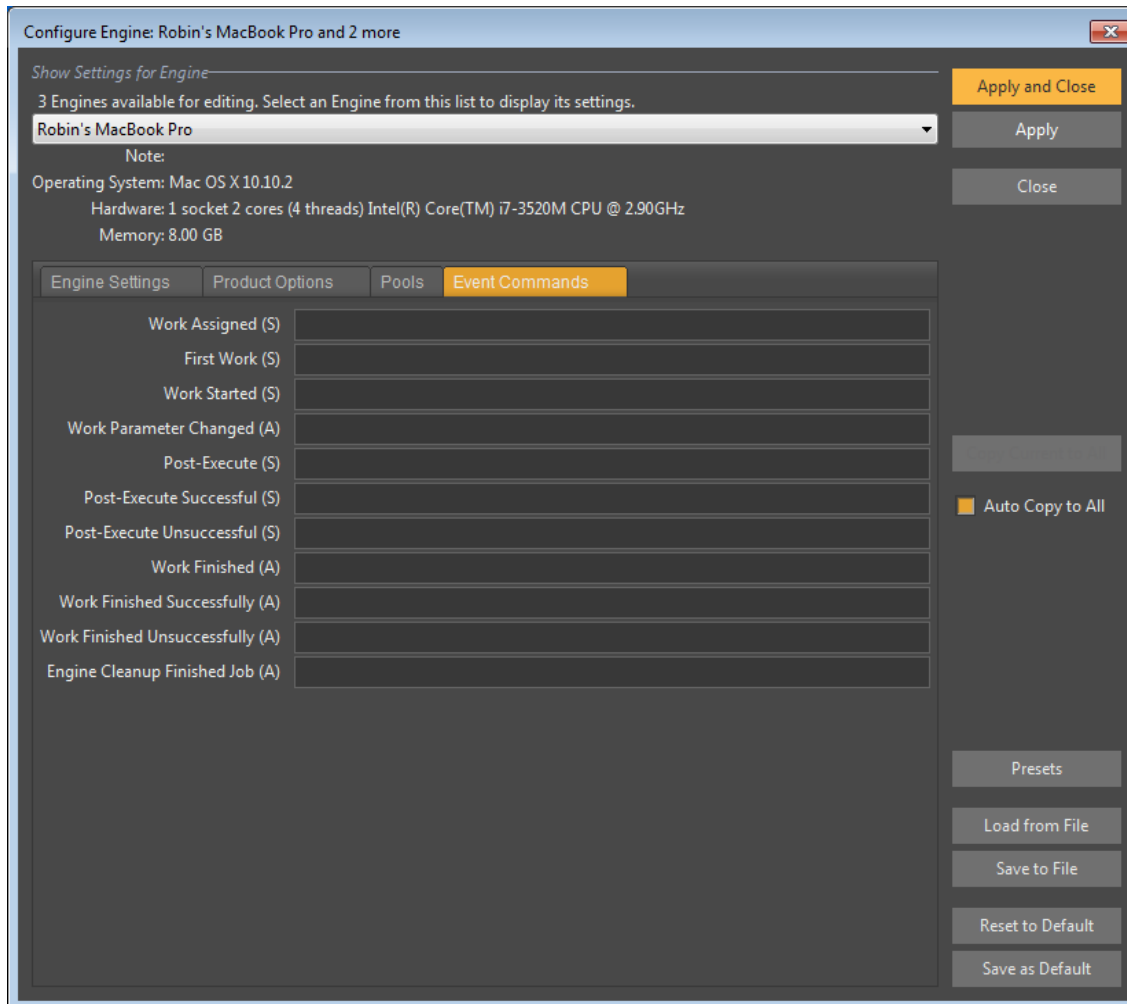 Configure Engine: Robin's MacBook Pro and 2 more
Show Settings for Engine
3 Engines available for editing. Select an Engine from this list to display its settings.
Robin's MacBook Pro
Note:
Operating System: Mac OS X 10.10.2
Hardware: 1 socket 2 cores (4 threads) Intel(R) Core(TM) i7-3520M CPU @ 2.90GHz
Memory: 8.00 GB
Apply and Close
Apply
Close
Engine Settings Product Options Pools Event Commands
Work Assigned (S)
First Work (S)
Work Started (S)
Work Parameter Changed (A)
Post-Execute (S)
Post-Execute Successful (S)
Post-Execute Unsuccessful (S)
Work Finished (A)
Work Finished Successfully (A)
Work Finished Unsuccessfully (A)
Engine Cleanup Finished Job (A)
Auto Copy to All
Presets
Load from File
Save to File
Reset to Default
Save as Default